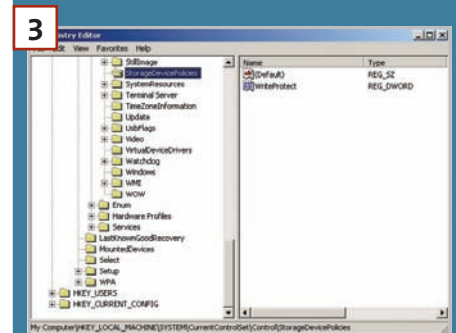 3
istry Editor
Edit View Favorites Help
StillImage
StorageDevicePolicies
SystemResources
Terminal Server
TimeZoneInformation
Update
UsbFlags
Video
VirtualDeviceDrivers
Watchdog
Windows
WMI
WOW
Enum
Hardware Profiles
Services
LastKnownGoodRecovery
MountedDevices
Select
Setup
WPA
HKEY_USERS
HKEY_CURRENT_CONFIG
Name Type
(Default) REG_SZ
WriteProtect REG_DWORD
My Computer\HKEY_LOCAL_MACHINE\SYSTEM\CurrentControlSet\Control\StorageDevicePolicies